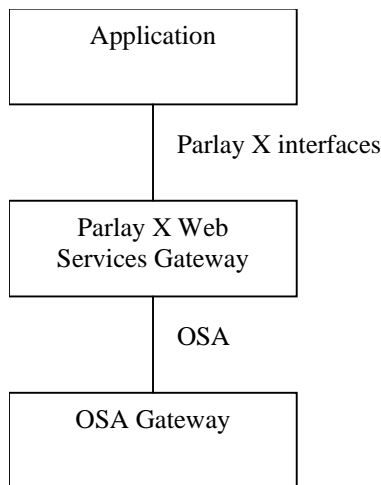 Application
Parlay X interfaces
Parlay X Web
Services Gateway
OSA
OSA Gateway